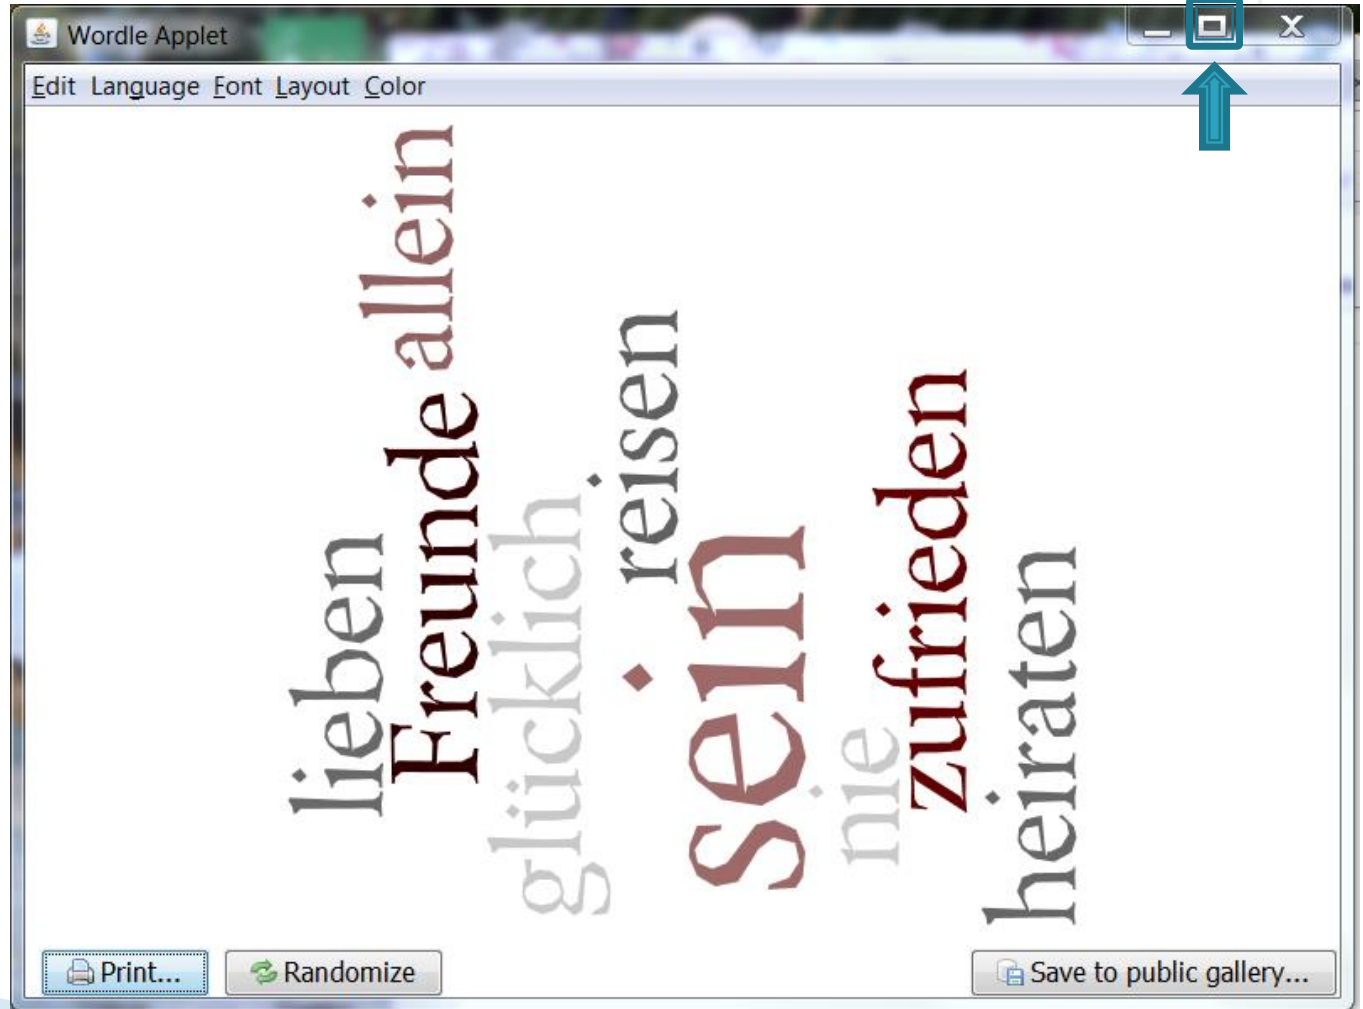 Wordle Applet
Edit Language Font Layout Color
allein
Freunde
lieben
glücklich
reisen
sein
nie
zufrieden
heiraten
Print...
Randomize
Save to public gallery...